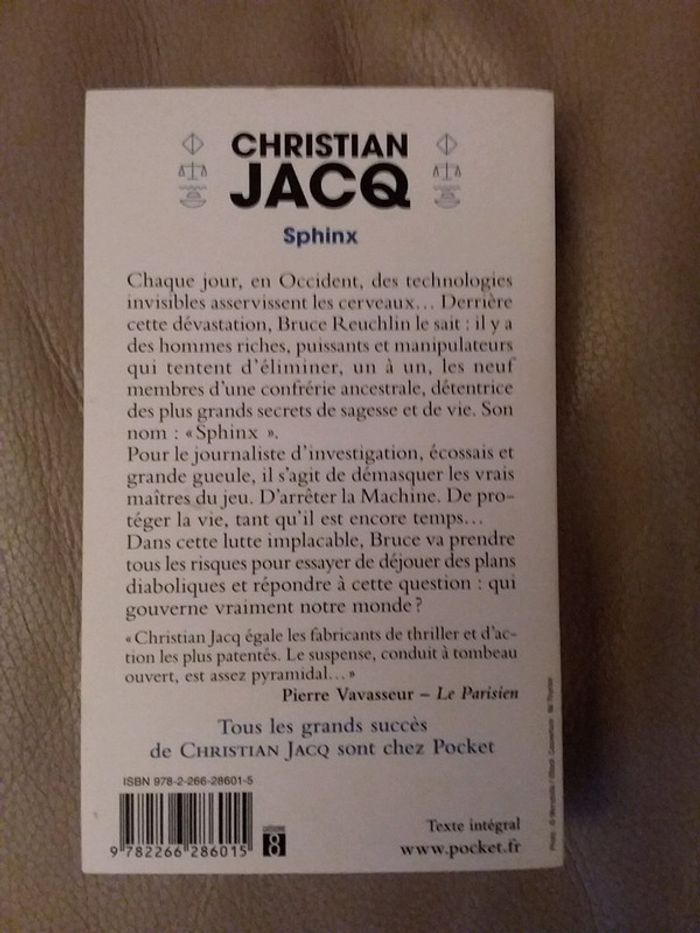 CHRISTIAN
JACQ
Sphinx
Chaque jour, en Occident, des technologies
invisibles asservissent les cerveaux... Derrière
cette dévastation, Bruce Reuchlin le sait : il y a
des hommes riches, puissants et manipulateurs
qui tentent d'éliminer, un à un, les neuf
membres d'une confrérie ancestrale, détentrice
des plus grands secrets de sagesse et de vie. Son
nom : « Sphinx ».
Pour le journaliste d'investigation, écossais et
grande gueule, il s'agit de démasquer les vrais
maîtres du jeu. D'arrêter la Machine. De pro-
téger la vie, tant qu'il est encore temps...
Dans cette lutte implacable, Bruce va prendre
tous les risques pour essayer de déjouer des plans
diaboliques et répondre à cette question : qui
gouverne vraiment notre monde ?
« Christian Jacq égale les fabricants de thriller et d'ac-
tion les plus patentés. Le suspense, conduit à tombeau
ouvert, est assez pyramidal... »
Pierre Vavasseur – Le Parisien
Tous les grands succès
de CHRISTIAN JACQ sont chez Pocket
ISBN 978-2-266-28601-5
9 782266 286015
8
Texte intégral
www.pocket.fr